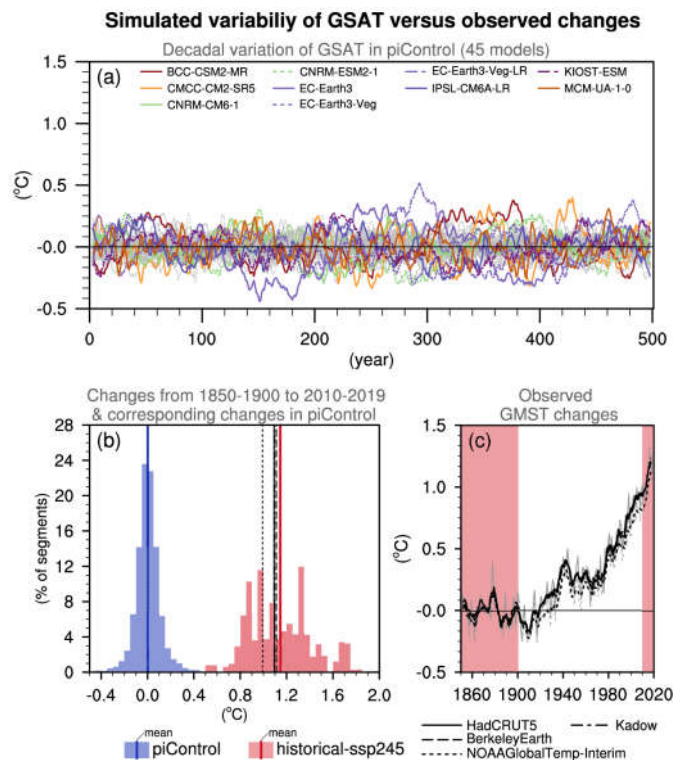 Simulated variabiliy of GSAT versus observed changes
Decadal variation of GSAT in piControl (45 models)
(a)
BCC-CSM2-MR
CMCC-CM2-SR5
CNRM-CM6-1
CNRM-ESM2-1
EC-Earth3
EC-Earth3-Veg
EC-Earth3-Veg-LR
IPSL-CM6A-LR
KIOST-ESM
MCM-UA-1-0
1.5
1.0
0.5
-0.0
-0.5
(°C)
0 100 200 300 400 500
(year)
Changes from 1850-1900 to 2010-2019
& corresponding changes in piControl
(b)
28
24
20
16
12
8
4
0
(% of segments)
-0.4 0.0 0.4 0.8 1.2 1.6 2.0
(°C)
mean
piControl
mean
historical-ssp245
Observed
GMST changes
(c)
1.5
1.0
0.5
-0.0
-0.5
(°C)
1860 1900 1940 1980 2020
HadCRUT5
Kadow
BerkeleyEarth
NOAAGlobalTemp-Interim